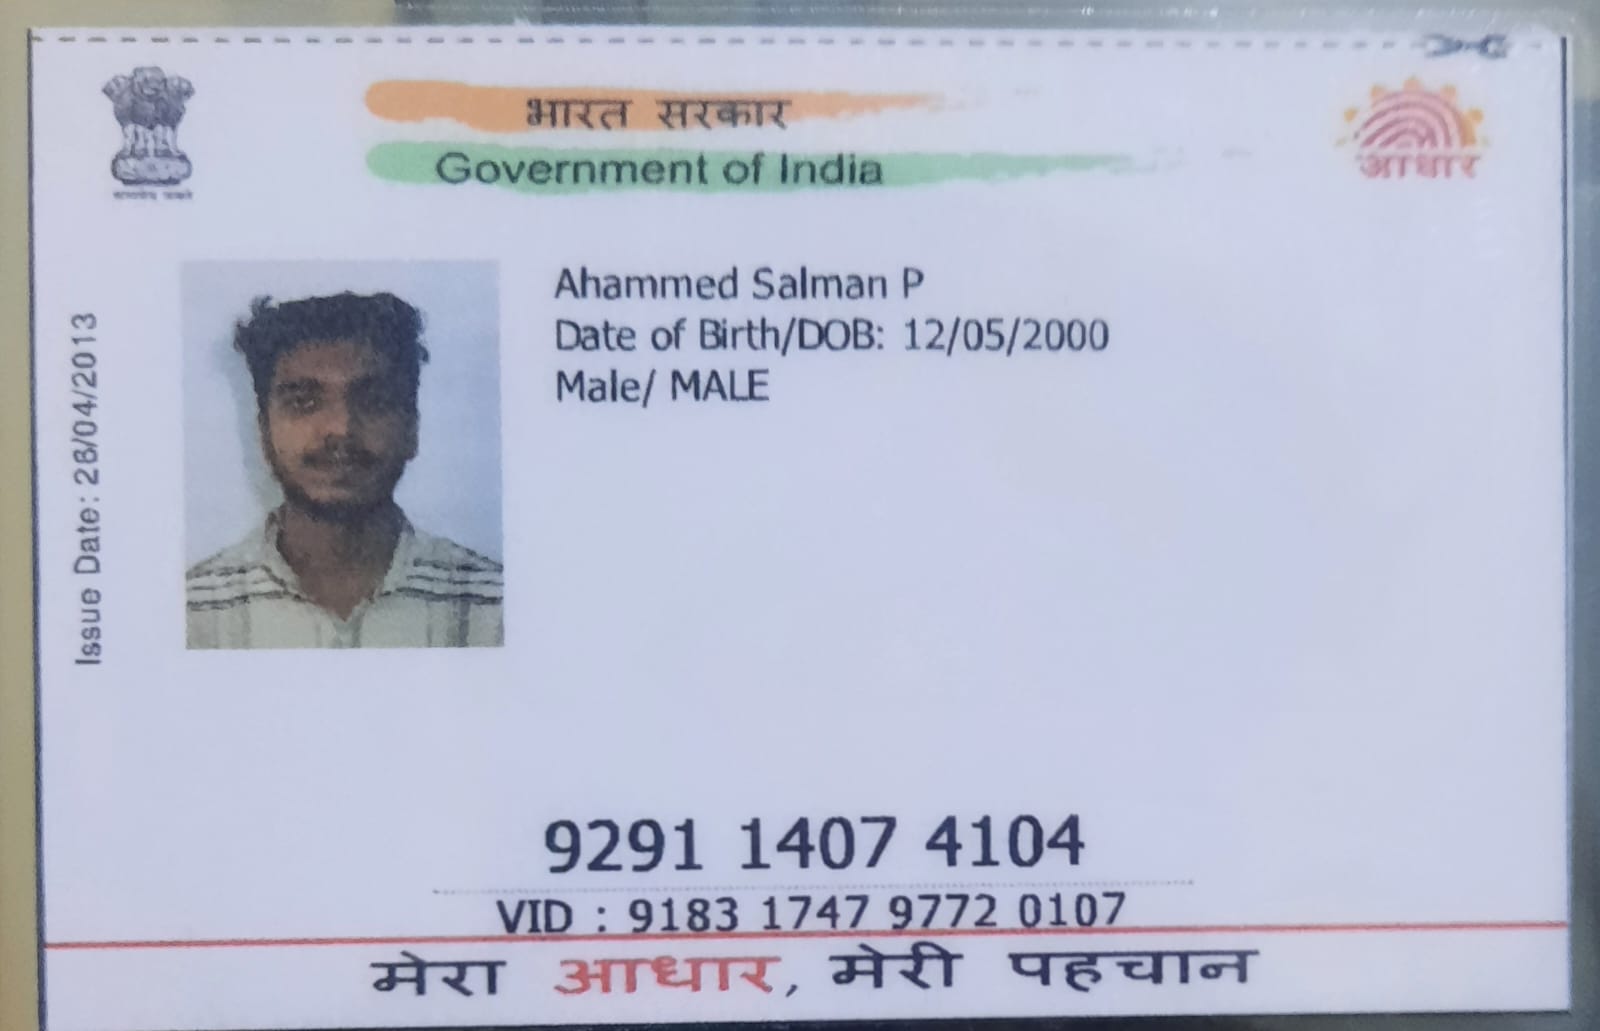 भारत सरकार
Government of India
आधार
Issue Date: 26/04/2013
Ahammed Salman P
Date of Birth/DOB: 12/05/2000
Male/ MALE
9291 1407 4104
VID : 9183 1747 9772 0107
मेरा आधार, मेरी पहचान